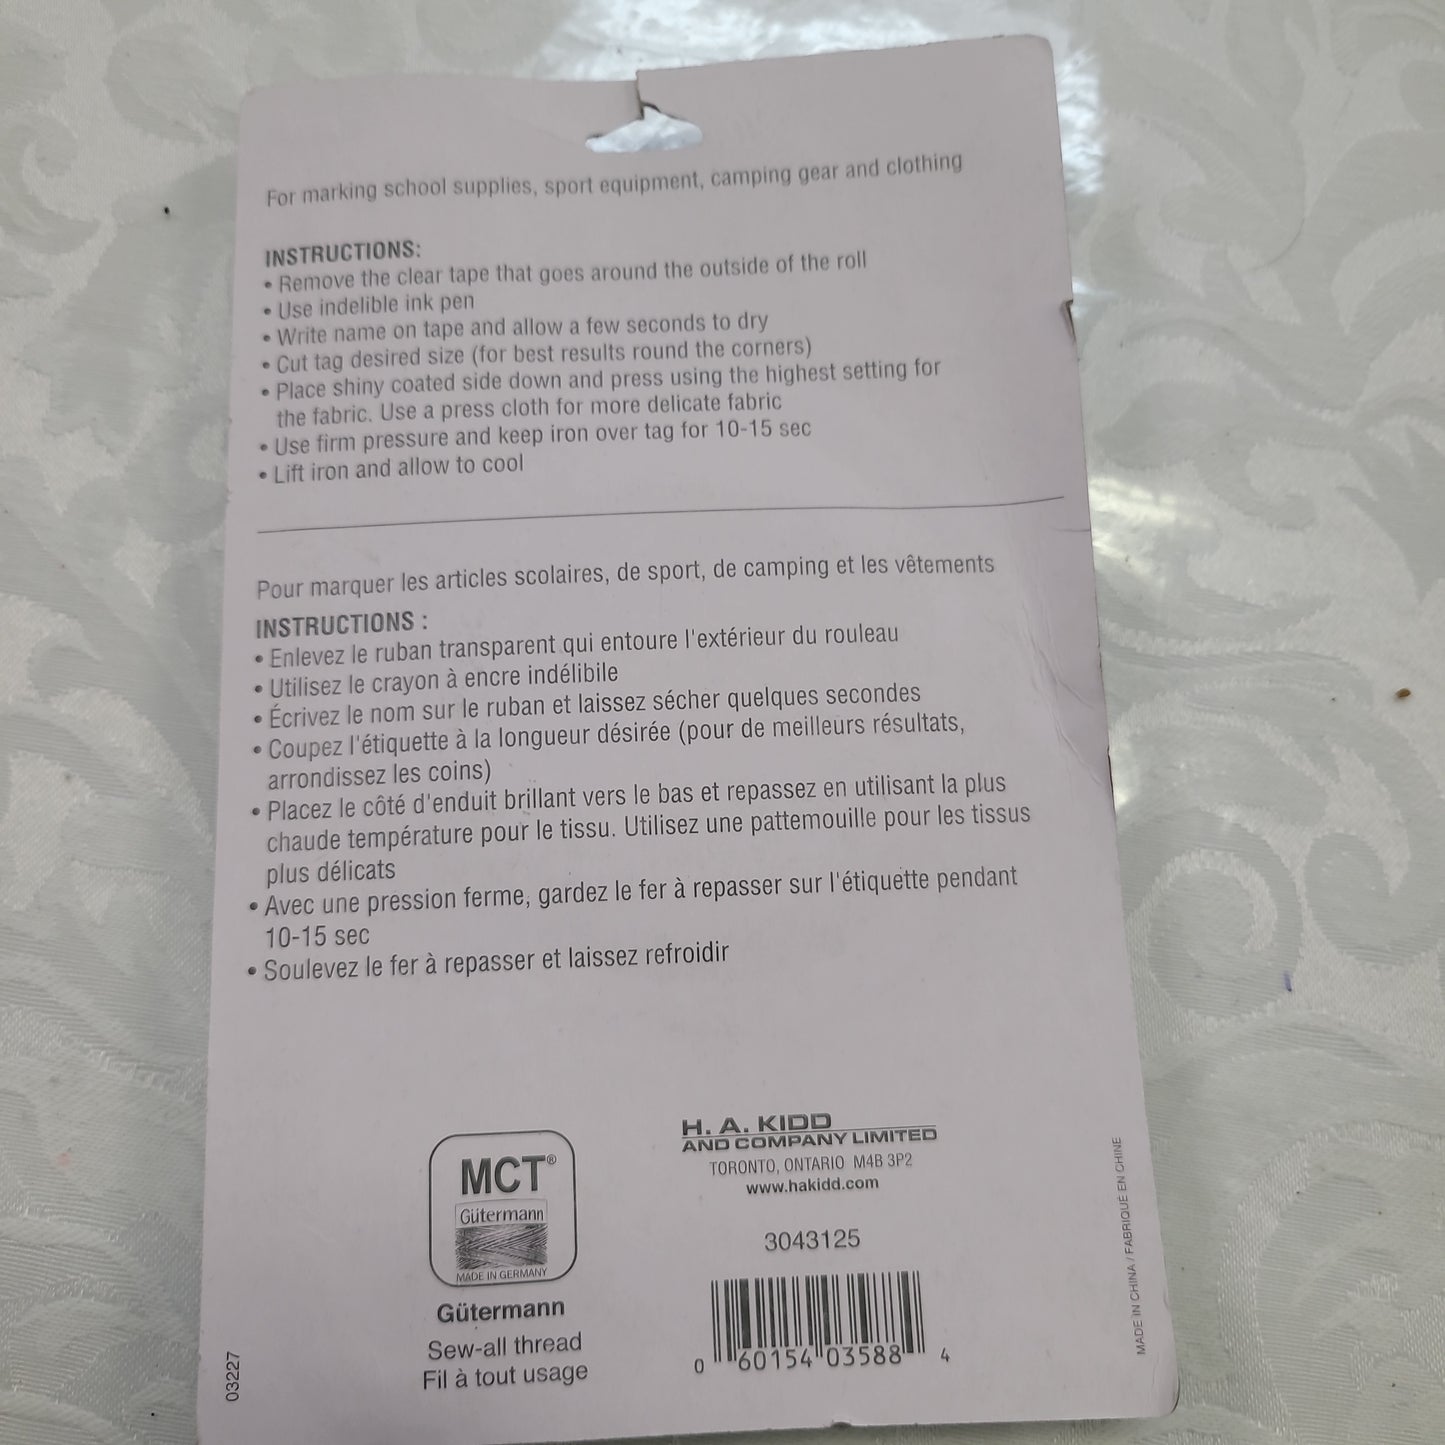 For marking school supplies, sport equipment, camping gear and clothing
INSTRUCTIONS:
• Remove the clear tape that goes around the outside of the roll
• Use indelible ink pen
• Write name on tape and allow a few seconds to dry
• Cut tag desired size (for best results round the corners)
• Place shiny coated side down and press using the highest setting for
the fabric. Use a press cloth for more delicate fabric
• Use firm pressure and keep iron over tag for 10-15 sec
• Lift iron and allow to cool
Pour marquer les articles scolaires, de sport, de camping et les vêtements
INSTRUCTIONS :
• Enlevez le ruban transparent qui entoure l'extérieur du rouleau
• Utilisez le crayon à encre indélibile
• Écrivez le nom sur le ruban et laissez sécher quelques secondes
• Coupez l'étiquette à la longueur désirée (pour de meilleurs résultats,
arrondissez les coins)
• Placez le côté d'enduit brillant vers le bas et repassez en utilisant la plus
chaude température pour le tissu. Utilisez une pattemouille pour les tissus
plus délicats
• Avec une pression ferme, gardez le fer à repasser sur l'étiquette pendant
10-15 sec
• Soulevez le fer à repasser et laissez refroidir
MCT®
Gütermann
MADE IN GERMANY
Gütermann
Sew-all thread
Fil à tout usage
H. A. KIDD
AND COMPANY LIMITED
TORONTO, ONTARIO M4B 3P2
www.hakidd.com
3043125
0 60154 03588 4
MADE IN CHINA / FABRIQUÉ EN CHINE
03227